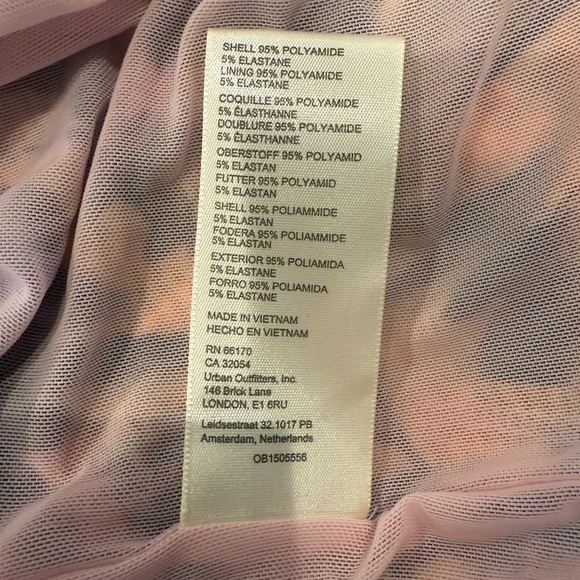 SHELL 95% POLYAMIDE
5% ELASTANE
LINING 95% POLYAMIDE
5% ELASTANE
COQUILLE 95% POLYAMIDE
5% ÉLASTHANNE
DOUBLURE 95% POLYAMIDE
5% ÉLASTHANNE
OBERSTOFF 95% POLYAMID
5% ELASTAN
FUTTER 95% POLYAMID
5% ELASTAN
SHELL 95% POLIAMMIDE
5% ELASTAN
FODERA 95% POLIAMMIDE
5% ELASTAN
EXTERIOR 95% POLIAMIDA
5% ELASTANE
FORRO 95% POLIAMIDA
5% ELASTANE
MADE IN VIETNAM
HECHO EN VIETNAM
RN 66170
CA 32054
Urban Outfitters, Inc.
146 Brick Lane
LONDON, E1 6RU
Leidsestraat 32.1017 PB
Amsterdam, Netherlands
OB1505556